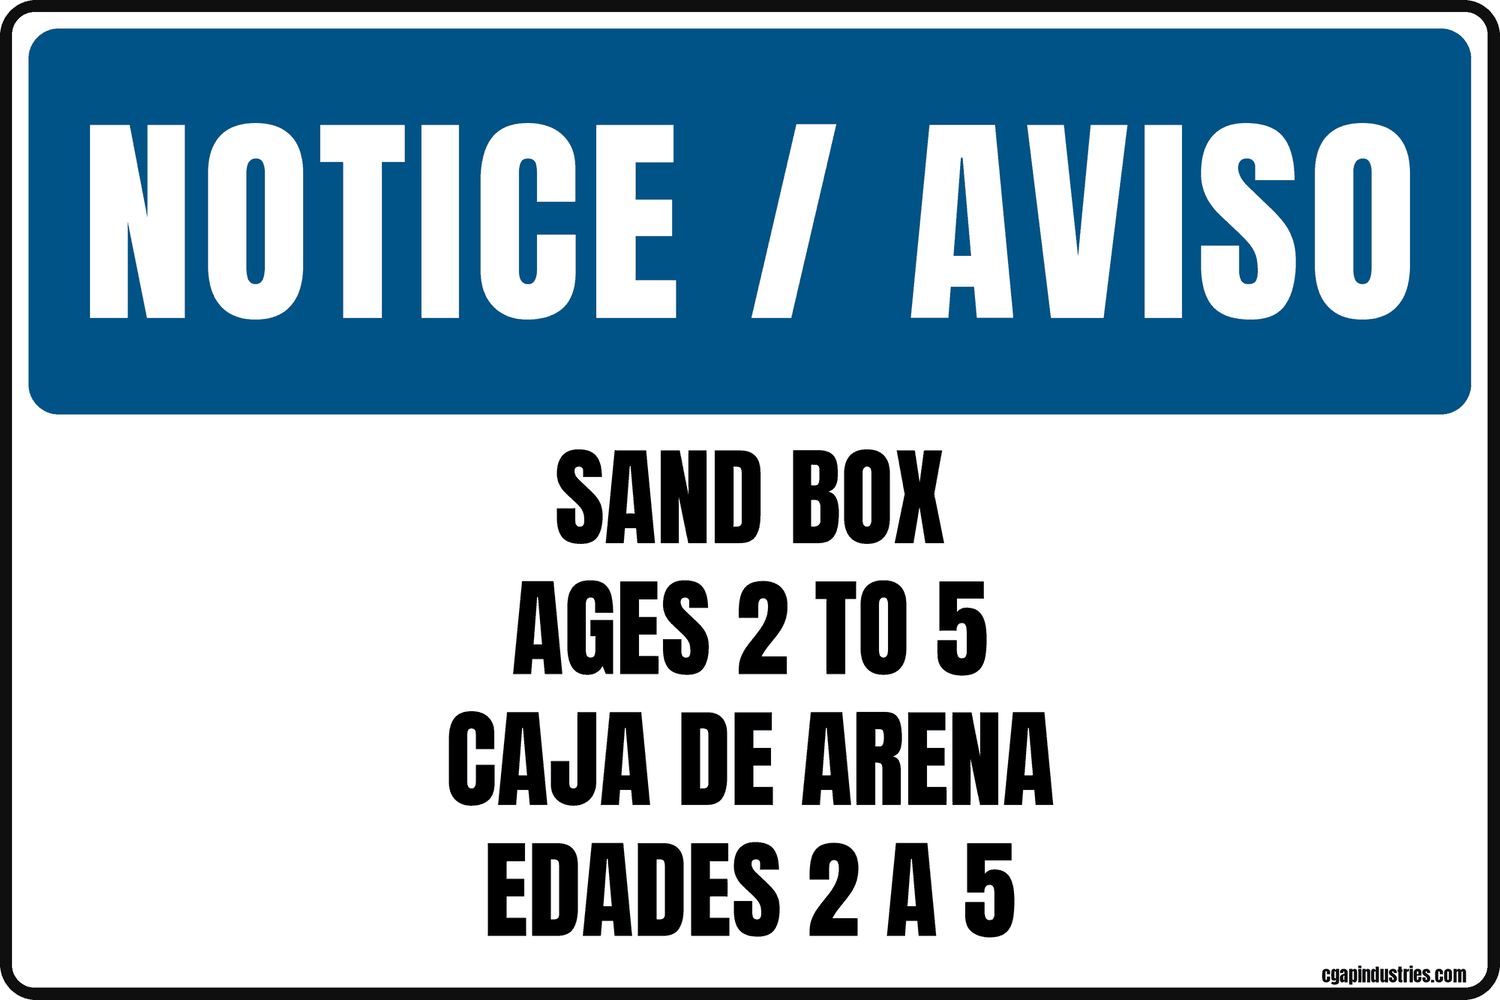 NOTICE / AVISO
SAND BOX
AGES 2 TO 5
CAJA DE ARENA
EDADES 2 A 5
cgapindustries.com